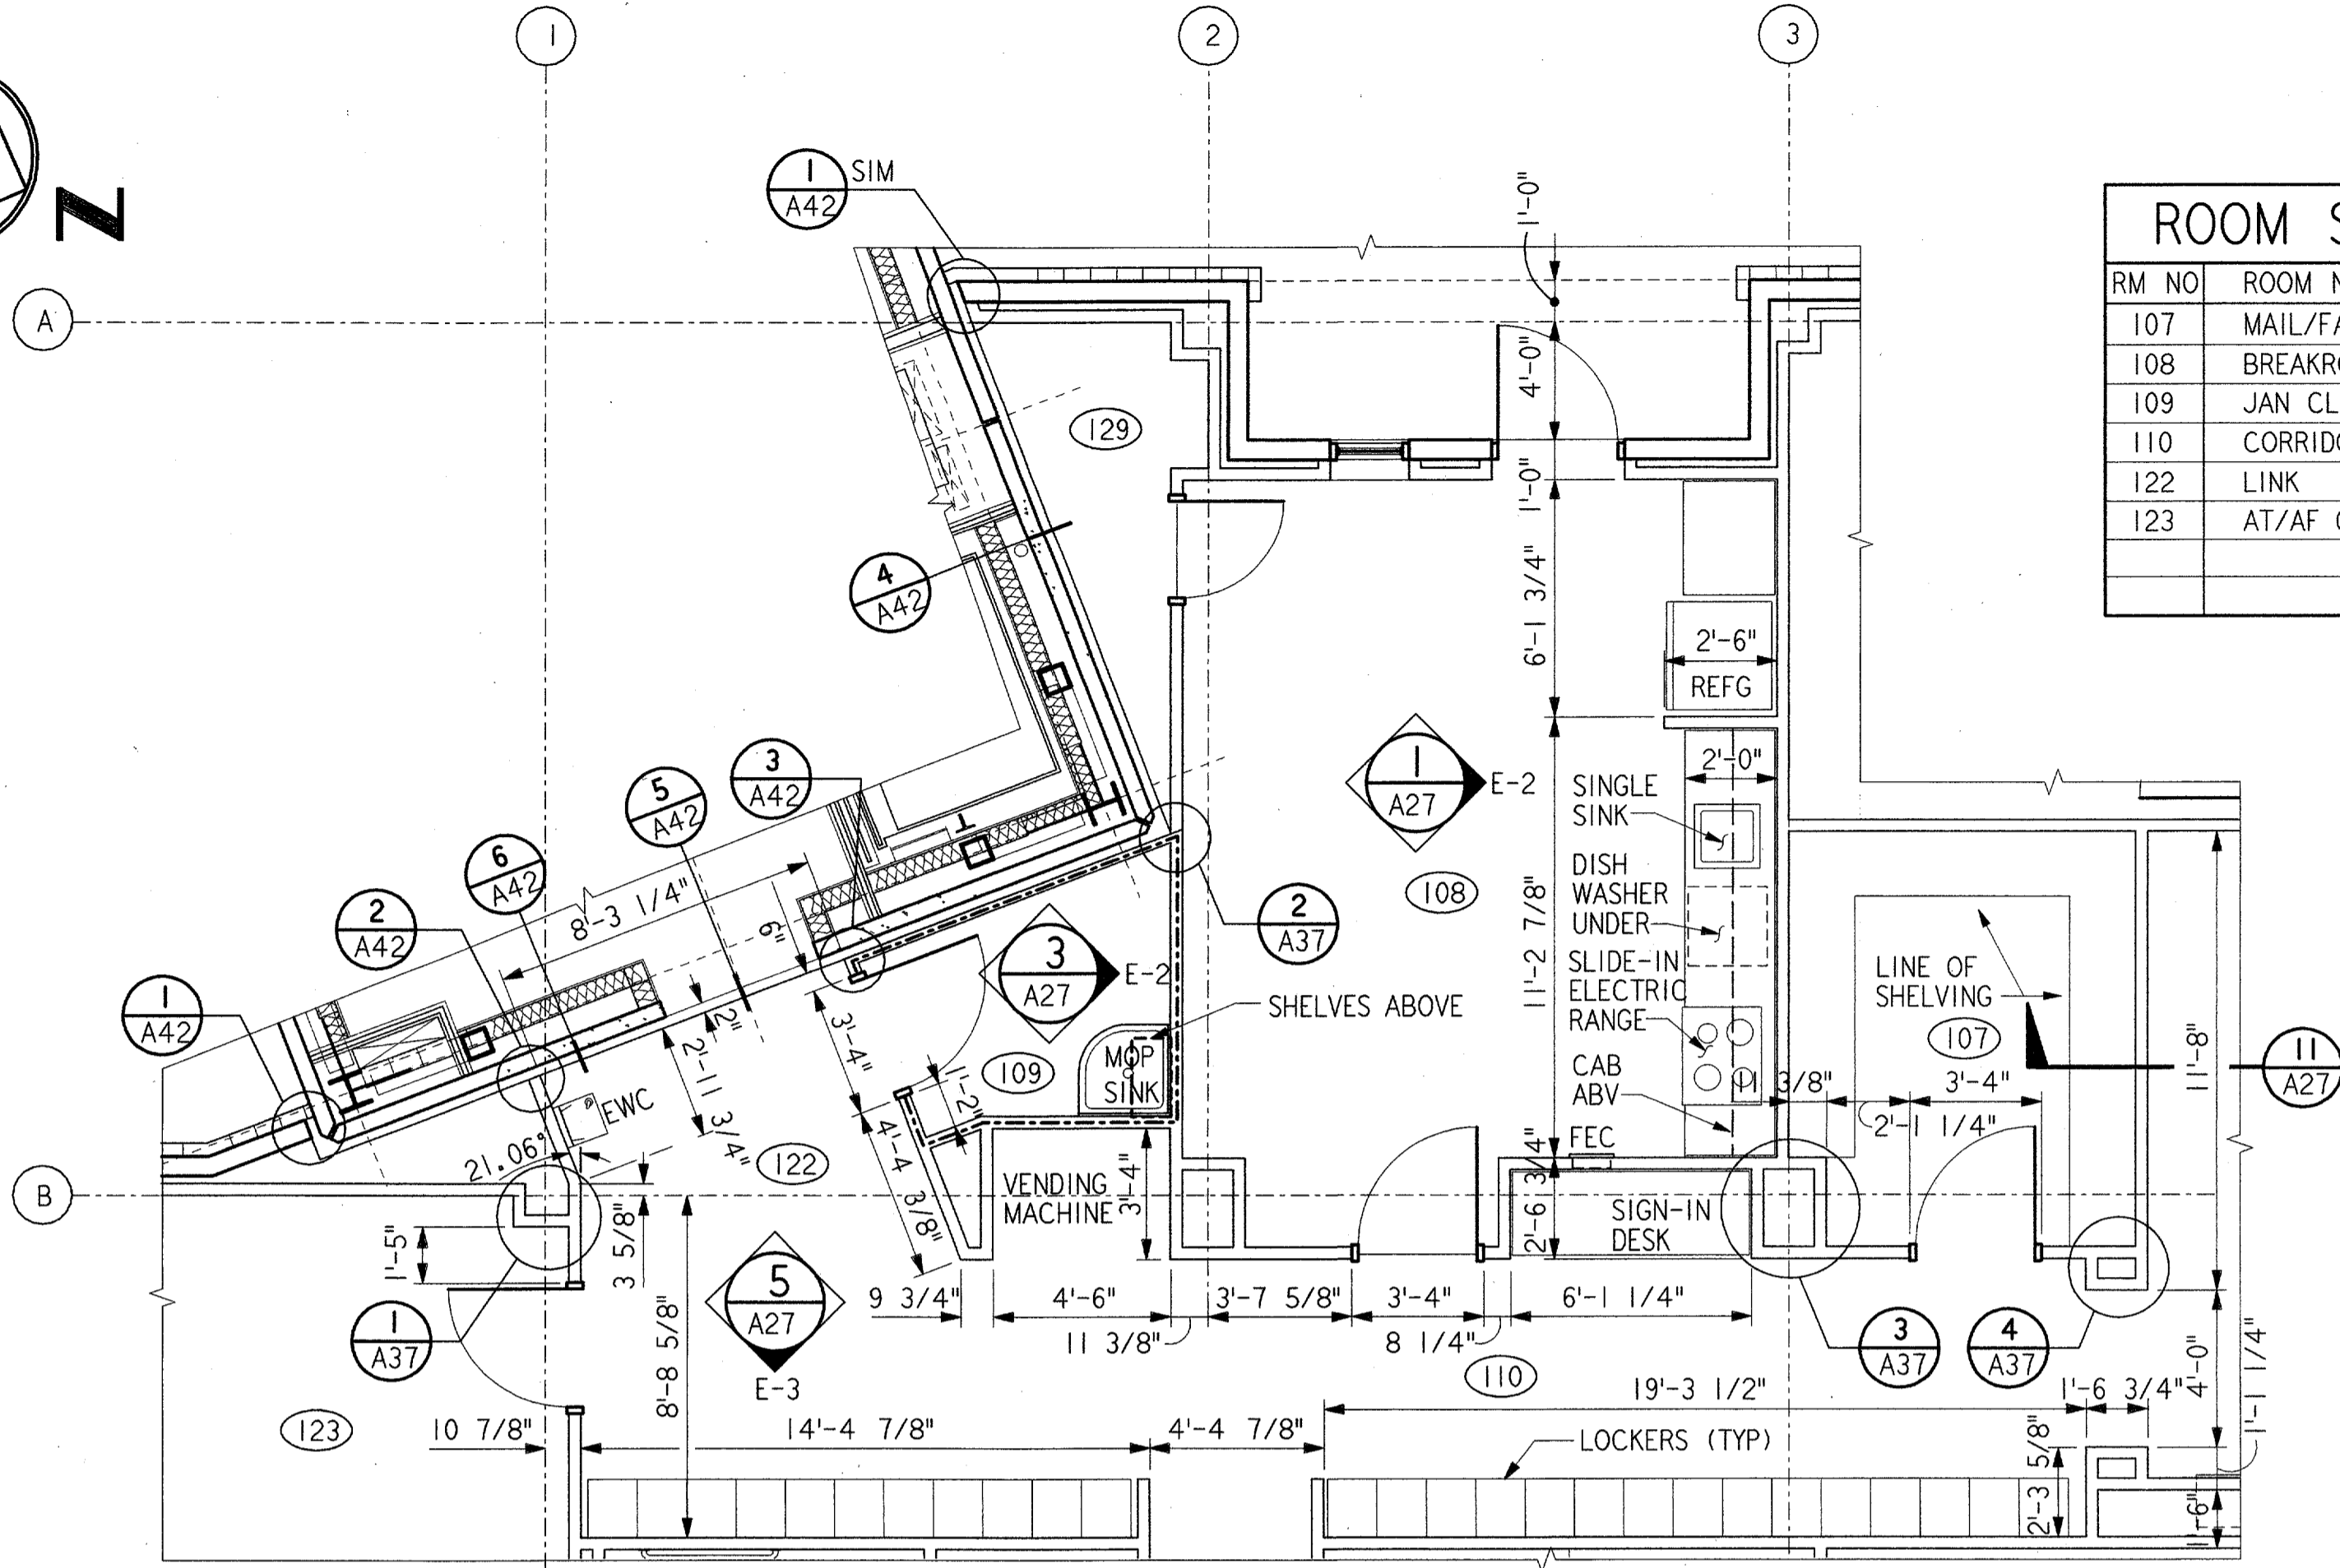 1
2
3
N
A
B
1
A42
SIM
1'-0"
4'-0"
1'-0"
6'-1 3/4"
11'-2 7/8"
2'-6 3/4"
ROOM
RM NO
ROOM
107
108
109
JAN
110
122
LINK
123
AT/AF
129
4
A42
2'-6"
REFG
2'-0"
1
A27
E-2
SINGLE
SINK
DISH
WASHER
UNDER
SLIDE-IN
ELECTRIC
RANGE
CAB
ABV
FEC
108
3
A42
5
A42
6
A42
2
A42
1
A42
8'-3 1/4"
6"
2"
2'-11 3/4"
3'-4"
1'-2"
4'-4 3/8"
3
A27
E-2
2
A37
SHELVES ABOVE
MOP
SINK
109
EWC
21.06°
122
VENDING
MACHINE
3'-4"
LINE OF
SHELVING
107
11
A27
11'-8"
11 3/8"
3'-4"
2'-1 1/4"
SIGN-IN
DESK
1'-5"
3 5/8"
8'-8 5/8"
1
A37
5
A27
E-3
9 3/4"
4'-6"
11 3/8"
3'-7 5/8"
3'-4"
8 1/4"
6'-1 1/4"
3
A37
4
A37
110
123
10 7/8"
14'-4 7/8"
4'-4 7/8"
19'-3 1/2"
1'-6 3/4"
4'-0"
1'-1 1/4"
LOCKERS (TYP)
2'-3 5/8"
1'-6"